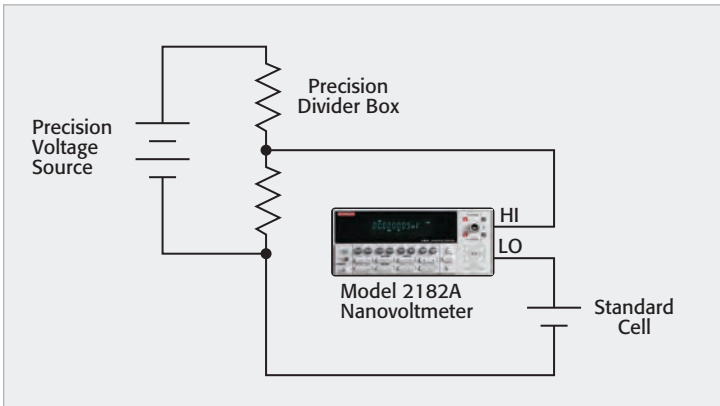 Precision
Divider Box
Precision
Voltage
Source
HI
LO
Model 2182A
Nanovoltmeter
Standard
Cell